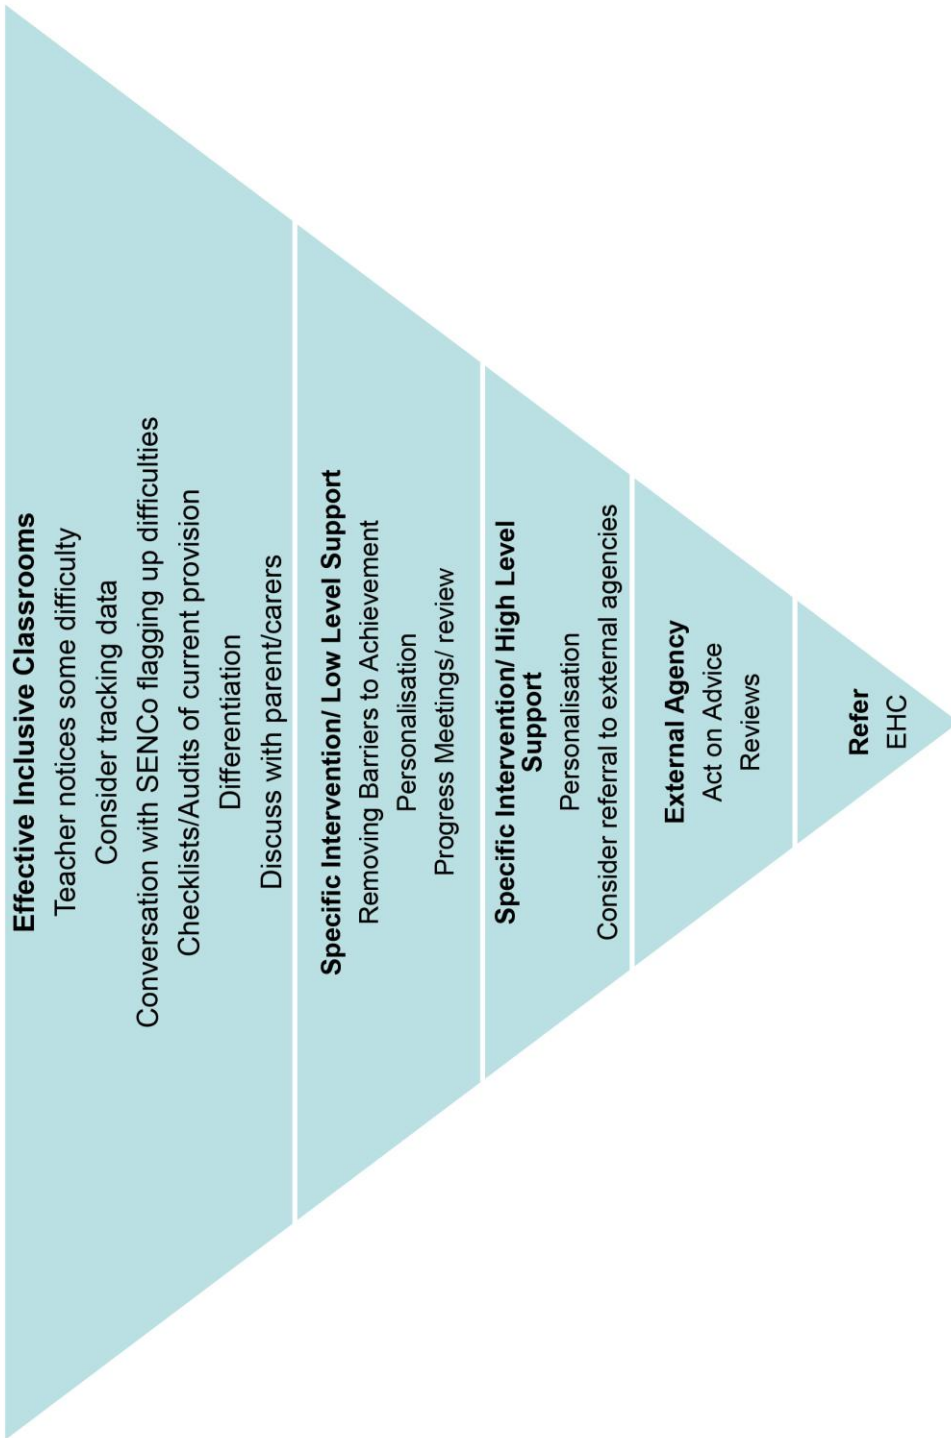 Effective Inclusive Classrooms
Teacher notices some difficulty
Consider tracking data
Conversation with SENCo flagging up difficulties
Checklists/Audits of current provision
Differentiation
Discuss with parent/carers
Specific Intervention/ Low Level Support
Removing Barriers to Achievement
Personalisation
Progress Meetings/ review
Specific Intervention/ High Level
Support
Personalisation
Consider referral to external agencies
External Agency
Act on Advice
Reviews
Refer
EHC